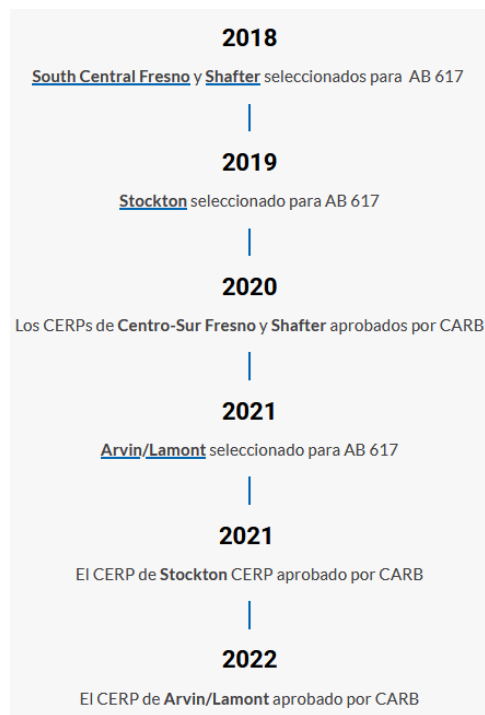 2018
South Central Fresno y Shafter seleccionados para AB 617
2019
Stockton seleccionado para AB 617
2020
Los CERPs de Centro-Sur Fresno y Shafter aprobados por CARB
2021
Arvin/Lamont seleccionado para AB 617
2021
El CERP de Stockton CERP aprobado por CARB
2022
El CERP de Arvin/Lamont aprobado por CARB